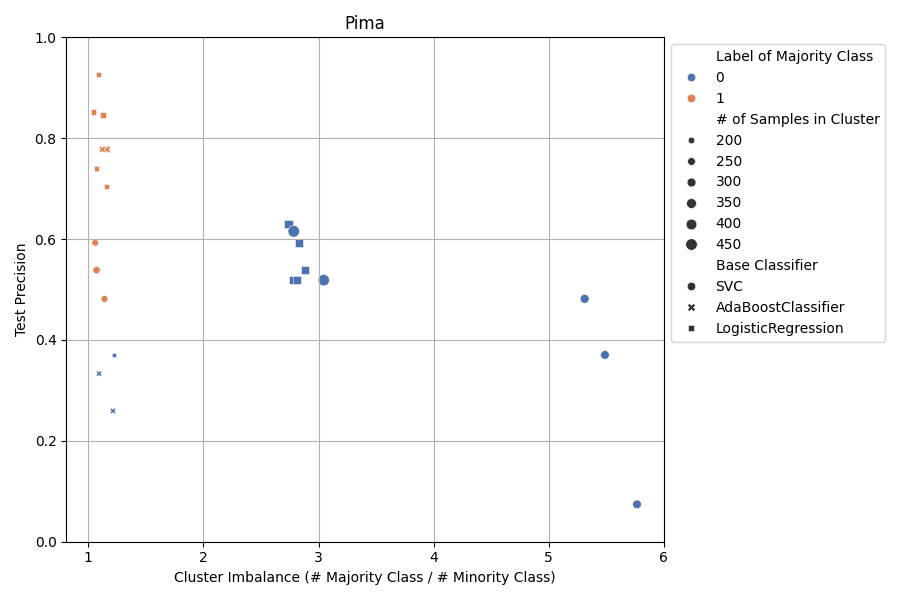 Pima
1.0
0.8
0.6
0.4
0.2
0.0
Test Precision
1
2
3
4
5
6
Cluster Imbalance (# Majority Class / # Minority Class)
Label of Majority Class
0
1
# of Samples in Cluster
200
250
300
350
400
450
Base Classifier
SVC
AdaBoostClassifier
LogisticRegression